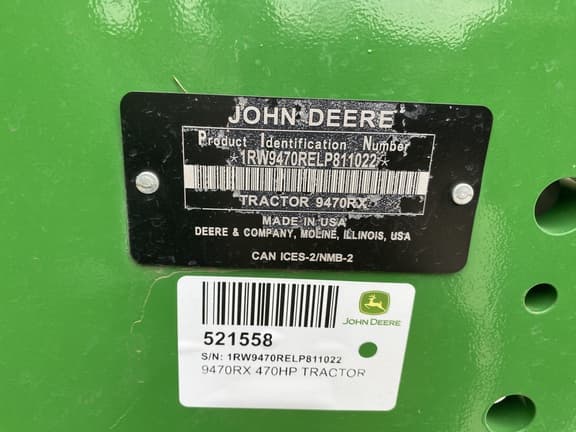 JOHN DEERE
Product Identification Number
*1RW9470RELP811022*
TRACTOR 9470RX
MADE IN USA
DEERE & COMPANY, MOLINE, ILLINOIS, USA
CAN ICES-2/NMB-2
JOHN DEERE
521558
S/N: 1RW9470RELP811022
9470RX 470HP TRACTOR